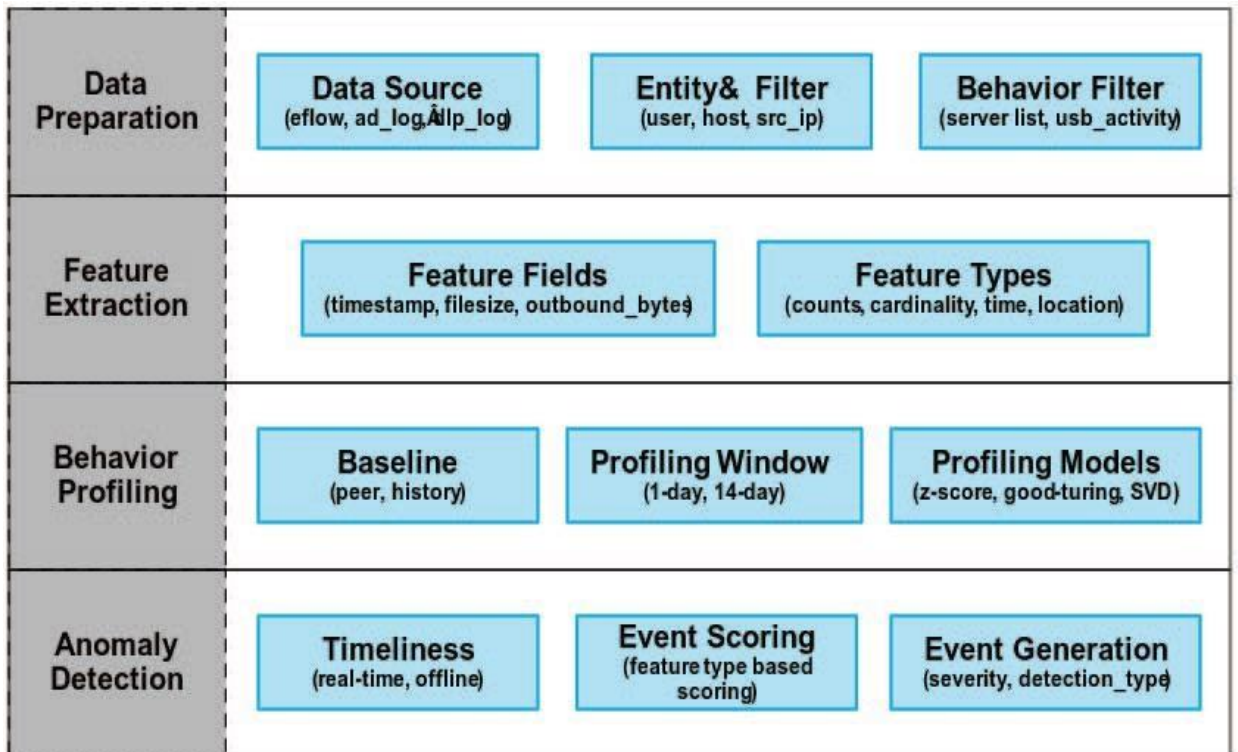 Data
Preparation
Data Source
(eflow, ad_log,Âdlp_log)
Entity& Filter
(user, host, src_ip)
Behavior Filter
(server list, usb_activity)
Feature
Extraction
Feature Fields
(timestamp, filesize, outbound_bytes)
Feature Types
(counts, cardinality, time, location)
Behavior
Profiling
Baseline
(peer, history)
Profiling Window
(1-day, 14-day)
Profiling Models
(z-score, good-turing, SVD)
Anomaly
Detection
Timeliness
(real-time, offline)
Event Scoring
(feature type based
scoring)
Event Generation
(severity, detection_type)